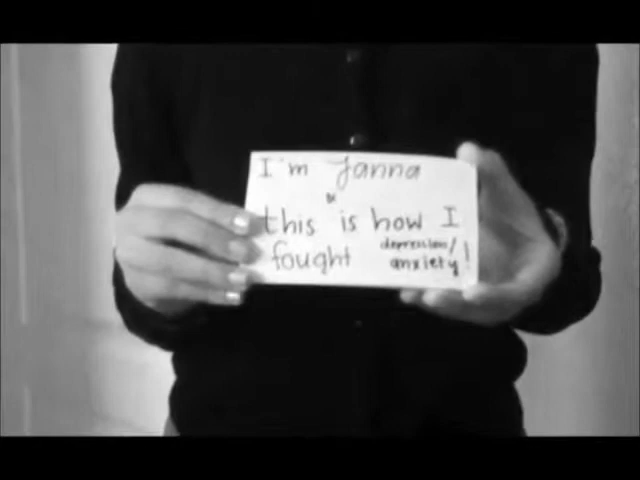 I'm Janna
&
this is how I
fought depression/
anxiety!